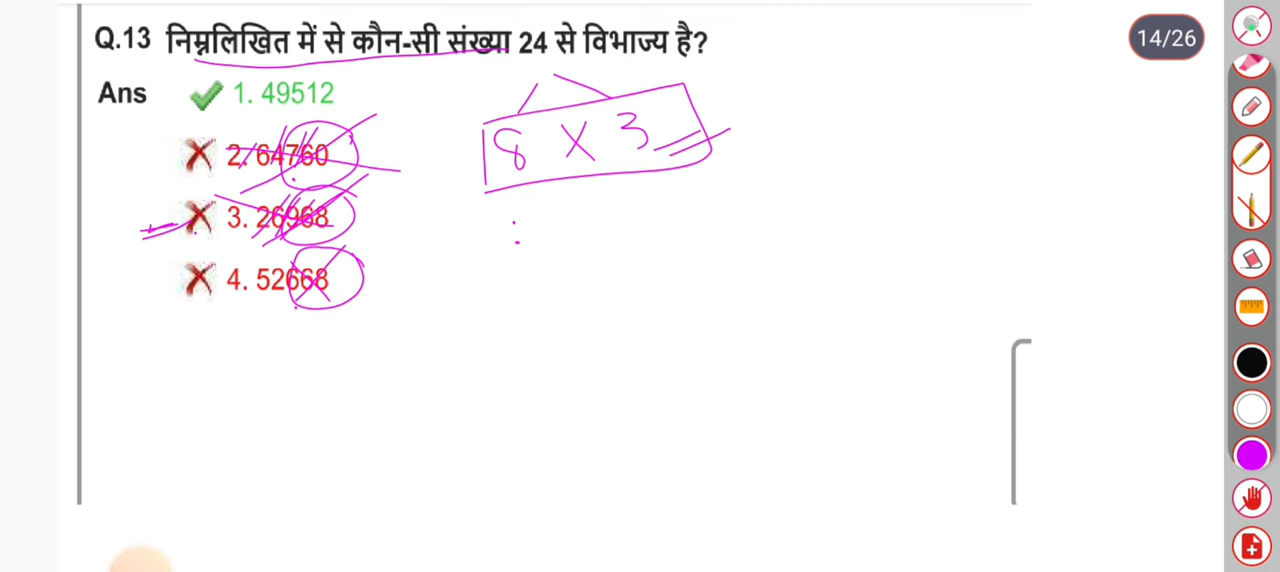 14/26
Q.13 निम्नलिखित में से कौन-सी संख्या 24 से विभाज्य है?
Ans 1. 49512
2. 64760
3. 26968
4. 52668
8 X 3